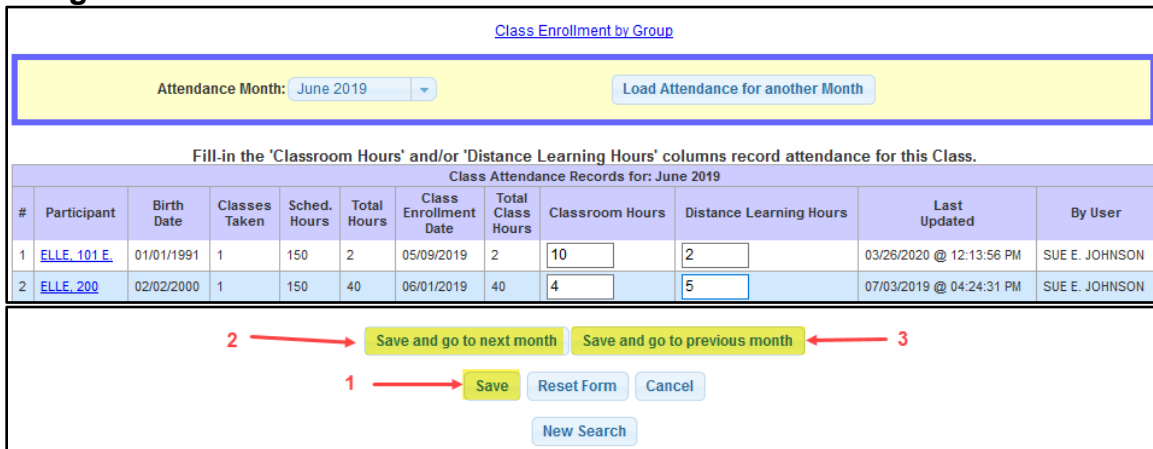 Class Enrollment by Group
Attendance Month: June 2019 Load Attendance for another Month
Fill-in the 'Classroom Hours' and/or 'Distance Learning Hours' columns record attendance for this Class.
Class Attendance Records for: June 2019
# Participant Birth Date Classes Taken Sched. Hours Total Hours Class Enrollment Date Total Class Hours Classroom Hours Distance Learning Hours Last Updated By User
1 ELLE, 101 E. 01/01/1991 1 150 2 05/09/2019 2 10 2 03/26/2020 @ 12:13:56 PM SUE E. JOHNSON
2 ELLE, 200 02/02/2000 1 150 40 06/01/2019 40 4 5 07/03/2019 @ 04:24:31 PM SUE E. JOHNSON
2 Save and go to next month Save and go to previous month 3
1 Save Reset Form Cancel
New Search